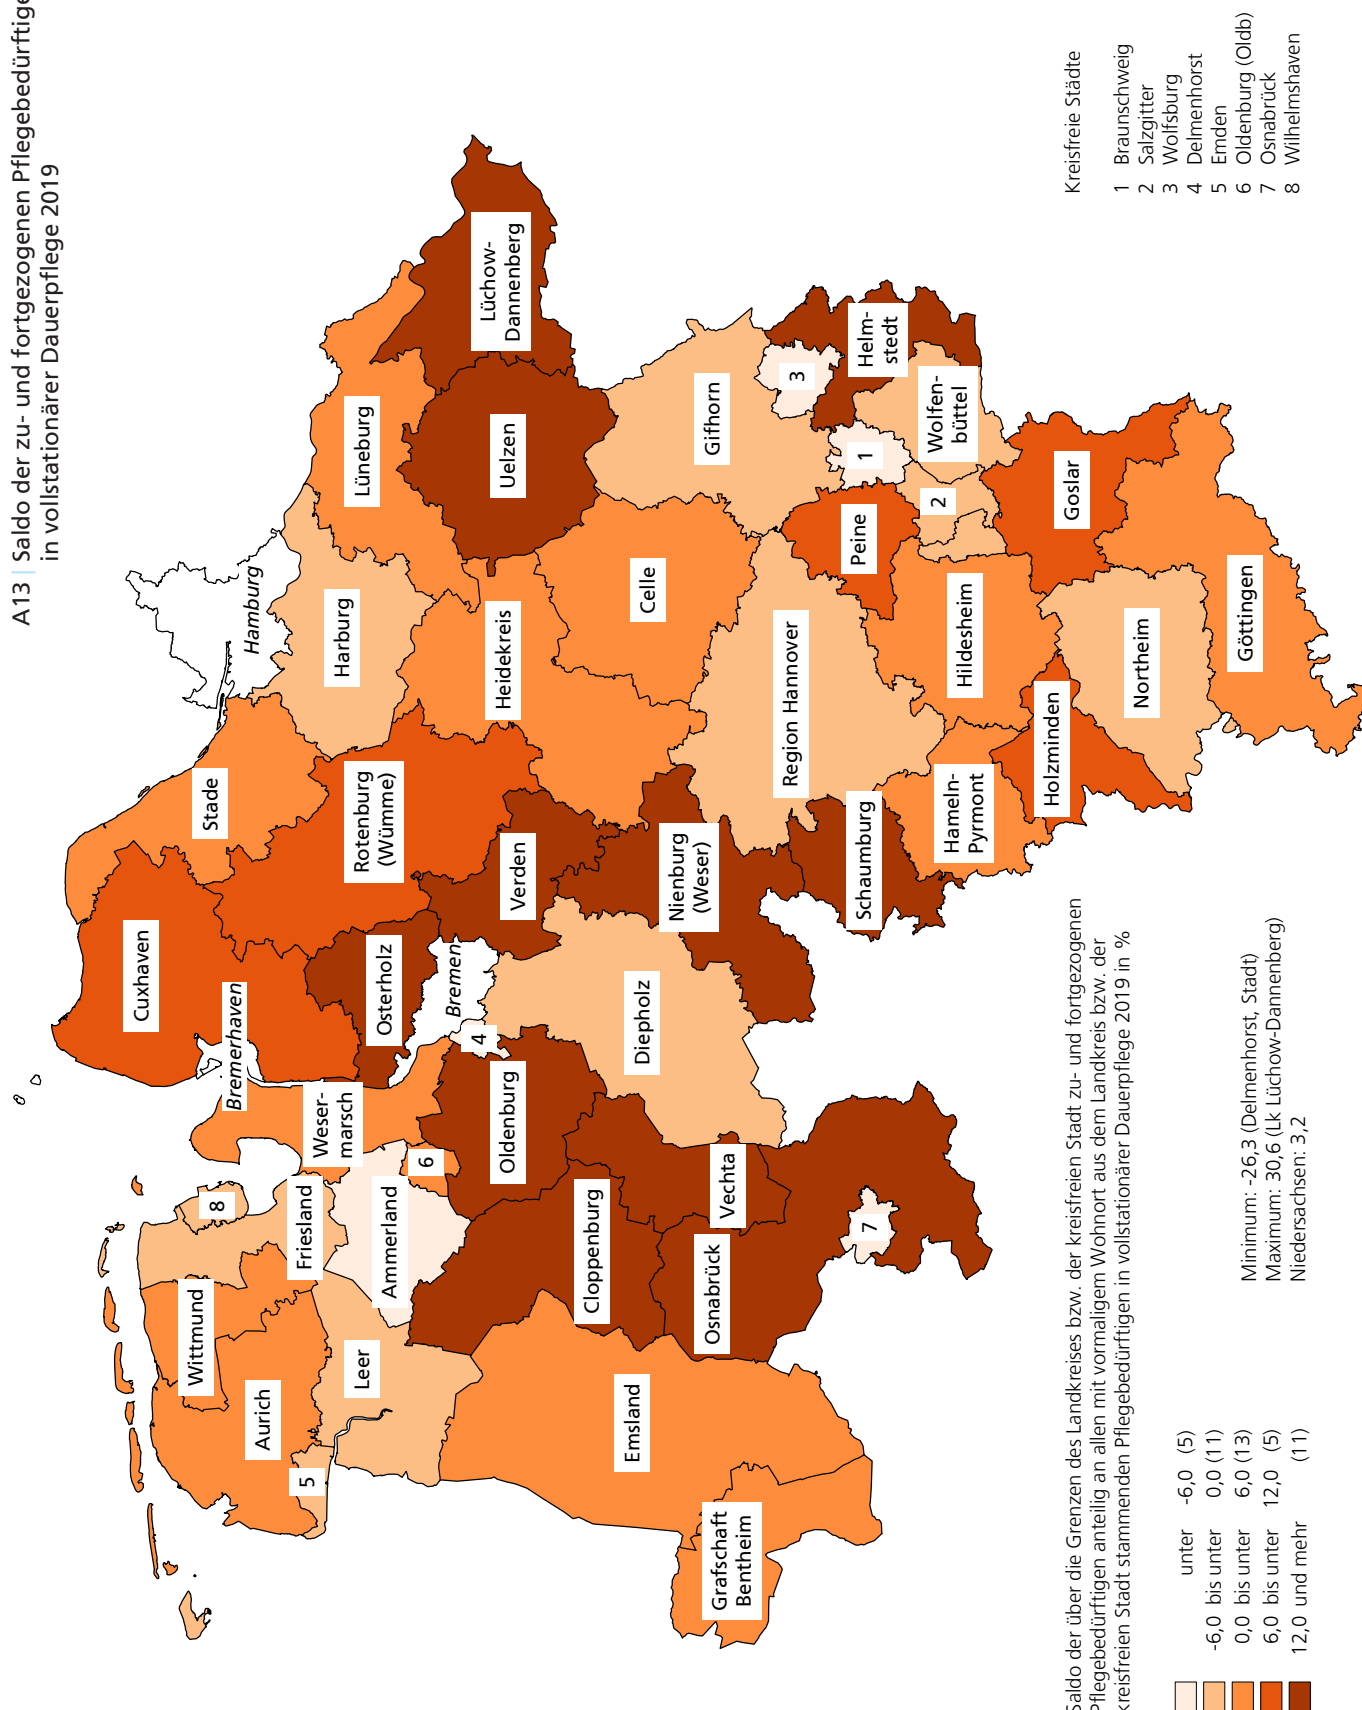 A13 | Saldo der zu- und fortgezogenen Pflegebedürftige
in vollstationärer Dauerpflege 2019
Cuxhaven
Stade
Hamburg
Bremerhaven
Harburg
Lüneburg
Lüchow-
Dannenberg
Uelzen
Rotenburg
(Wümme)
Osterholz
Heidekreis
Verden
Bremen
Wittmund
8
Aurich
Friesland
Weser-
marsch
5
Leer
Ammerland
6
4
Oldenburg
Cloppenburg
Diepholz
Nienburg
(Weser)
Celle
Gifhorn
Emsland
Osnabrück
Vechta
Grafschaft
Bentheim
7
Region Hannover
Schaumburg
Peine
3
1
Helm-
stedt
2
Wolfen-
büttel
Hameln-
Pyrmont
Hildesheim
Holzminden
Goslar
Northeim
Göttingen
Kreisfreie Städte
1 Braunschweig
2 Salzgitter
3 Wolfsburg
4 Delmenhorst
5 Emden
6 Oldenburg (Oldb)
7 Osnabrück
8 Wilhelmshaven
Saldo der über die Grenzen des Landkreises bzw. der kreisfreien Stadt zu- und fortgezogenen
Pflegebedürftigen anteilig an allen mit vormaligem Wohnort aus dem Landkreis bzw. der
kreisfreien Stadt stammenden Pflegebedürftigen in vollstationärer Dauerpflege 2019 in %
unter -6,0 (5)
-6,0 bis unter 0,0 (11)
0,0 bis unter 6,0 (13)
6,0 bis unter 12,0 (5)
12,0 und mehr (11)
Minimum: -26,3 (Delmenhorst, Stadt)
Maximum: 30,6 (Lk Lüchow-Dannenberg)
Niedersachsen: 3,2